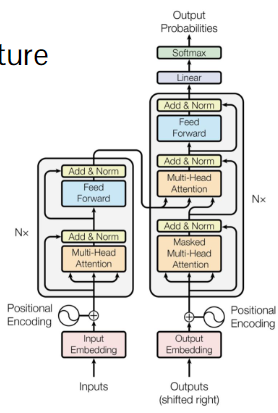 ture
Output
Probabilities
Softmax
Linear
Add & Norm
Feed
Forward
Add & Norm
Multi-Head
Attention
Nx
Add & Norm
Masked
Multi-Head
Attention
Add & Norm
Feed
Forward
Nx
Add & Norm
Multi-Head
Attention
Positional
Encoding
Positional
Encoding
Input
Embedding
Output
Embedding
Inputs
Outputs
(shifted right)